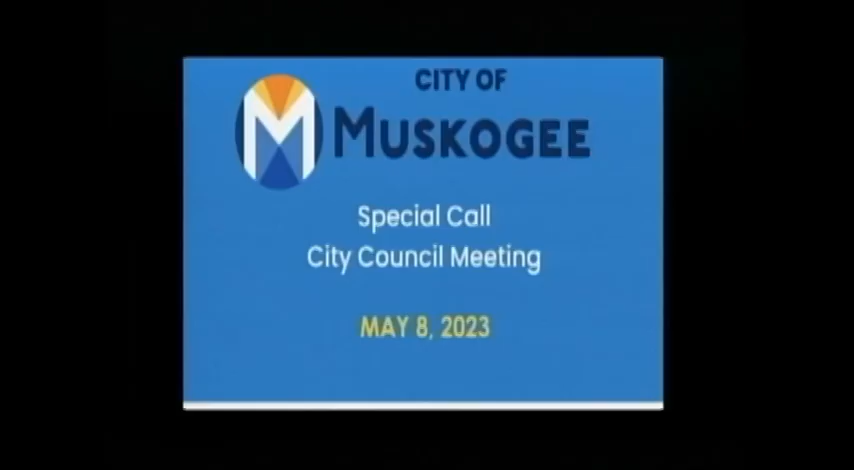 CITY OF
MUSKOGEE
Special Call
City Council Meeting
MAY 8, 2023